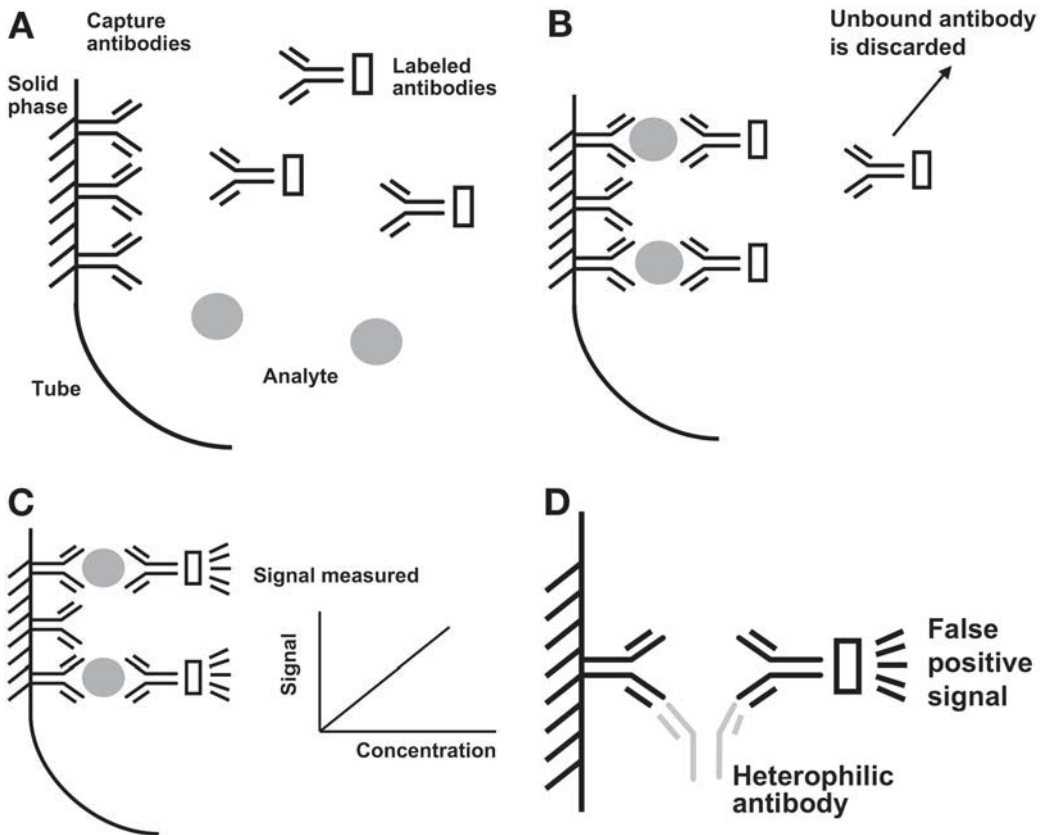 A
Capture
antibodies
Solid
phase
Labeled
antibodies
Analyte
Tube
B
Unbound antibody
is discarded
C
Signal measured
Signal
Concentration
D
False
positive
signal
Heterophilic
antibody